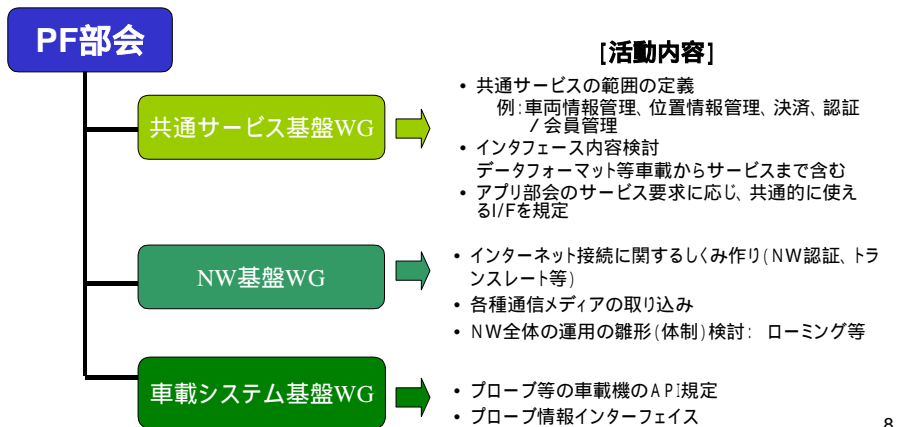 PF部会
[活動内容]
共通サービス基盤WG
• 共通サービスの範囲の定義
例:車両情報管理、位置情報管理、決済、認証
/会員管理
• インタフェース内容検討
データフォーマット等車載からサービスまで含む
• アプリ部会のサービス要求に応じ、共通的に使え
るI/Fを規定
NW基盤WG
• インターネット接続に関するしくみ作り(NW認証、トラ
ンスレート等)
• 各種通信メディアの取り込み
• NW全体の運用の雛形(体制)検討: ローミング等
車載システム基盤WG
• プローブ等の車載機のAPI規定
• プローブ情報インターフェイス
8